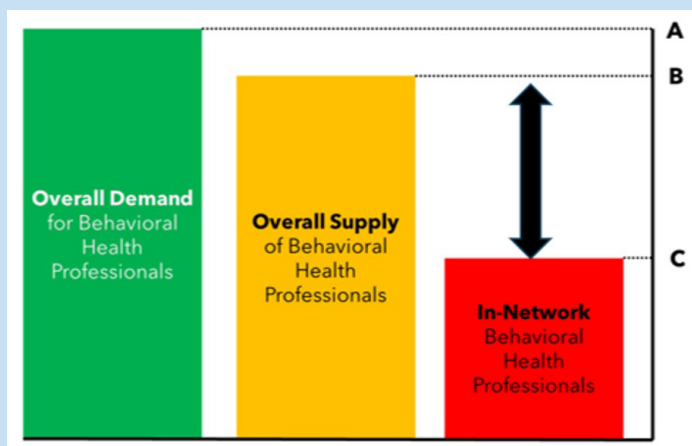 A
B
Overall Demand
for Behavioral
Health
Professionals
Overall Supply
of Behavioral
Health
Professionals
C
In-Network
Behavioral
Health
Professionals